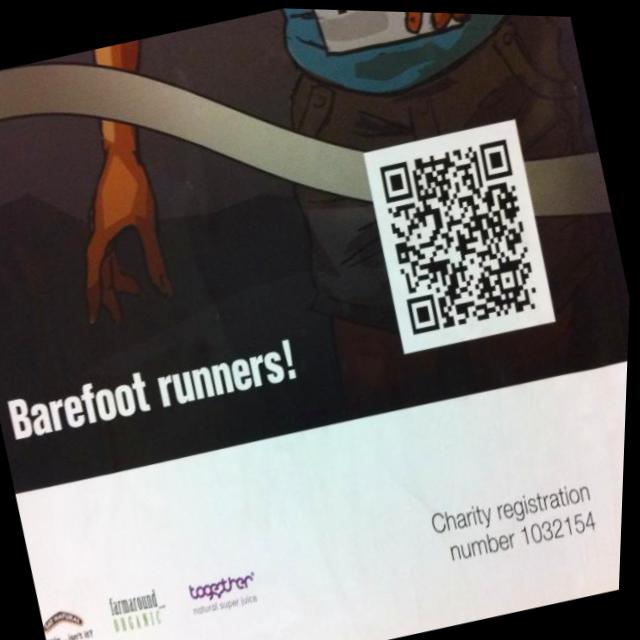 Barefoot runners!
Charity registration
number 1032154
farmaround
ORGANIC
together
natural super juice